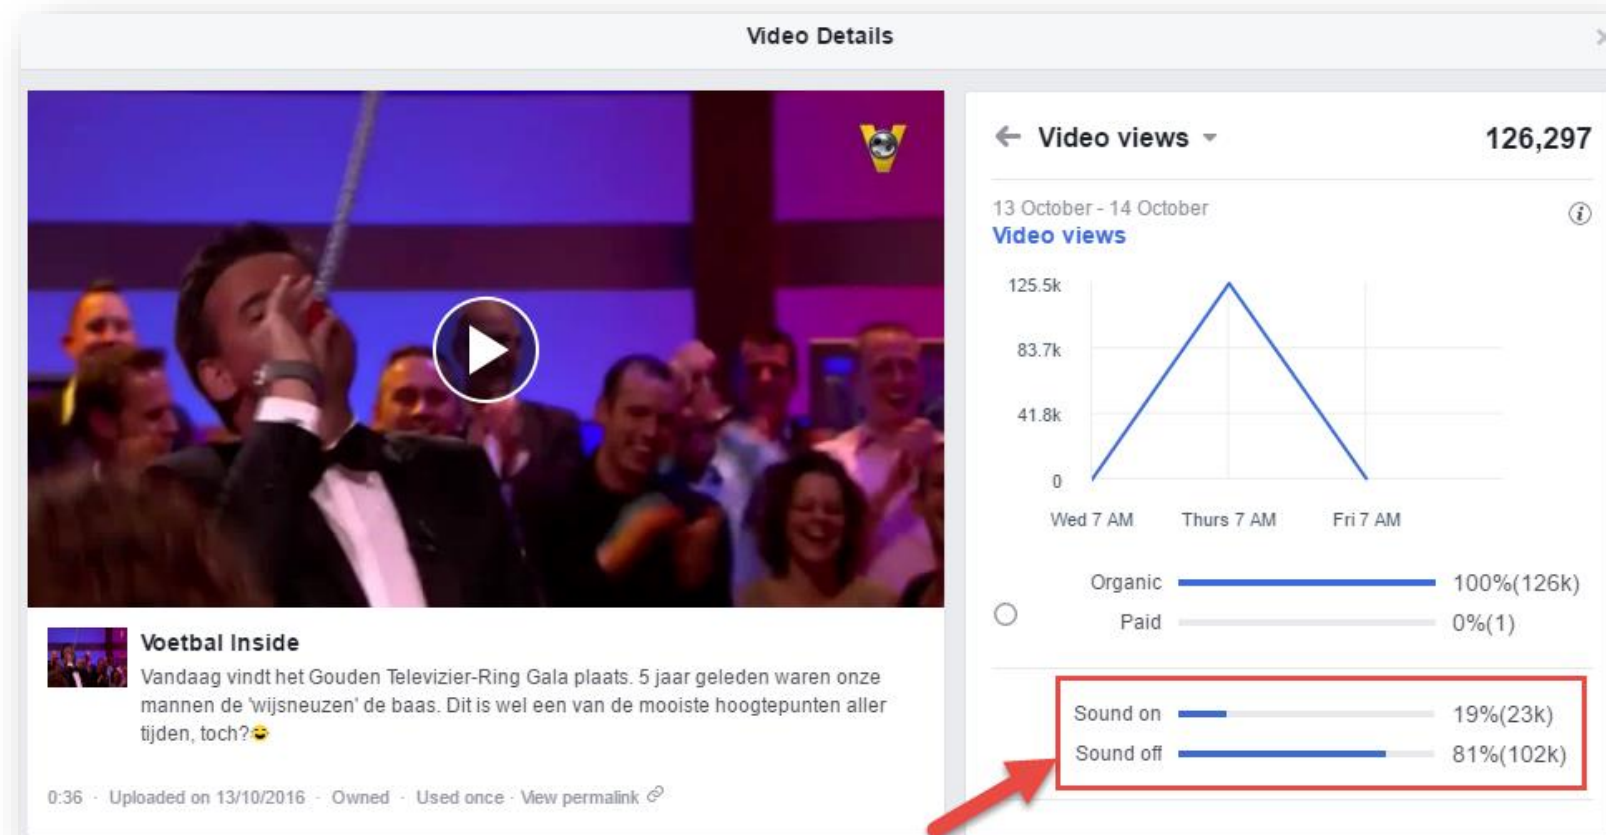 Video Details
Video views
126,297
13 October - 14 October
Video views
125.5k
83.7k
41.8k
0
Wed 7 AM Thurs 7 AM Fri 7 AM
Organic 100%(126k)
Paid 0%(1)
Sound on 19%(23k)
Sound off 81%(102k)
Voetbal Inside
Vandaag vindt het Gouden Televizier-Ring Gala plaats. 5 jaar geleden waren onze
mannen de 'wijsneuzen' de baas. Dit is wel een van de mooiste hoogtepunten aller
tijden, toch?😄
0:36 · Uploaded on 13/10/2016 · Owned · Used once · View permalink